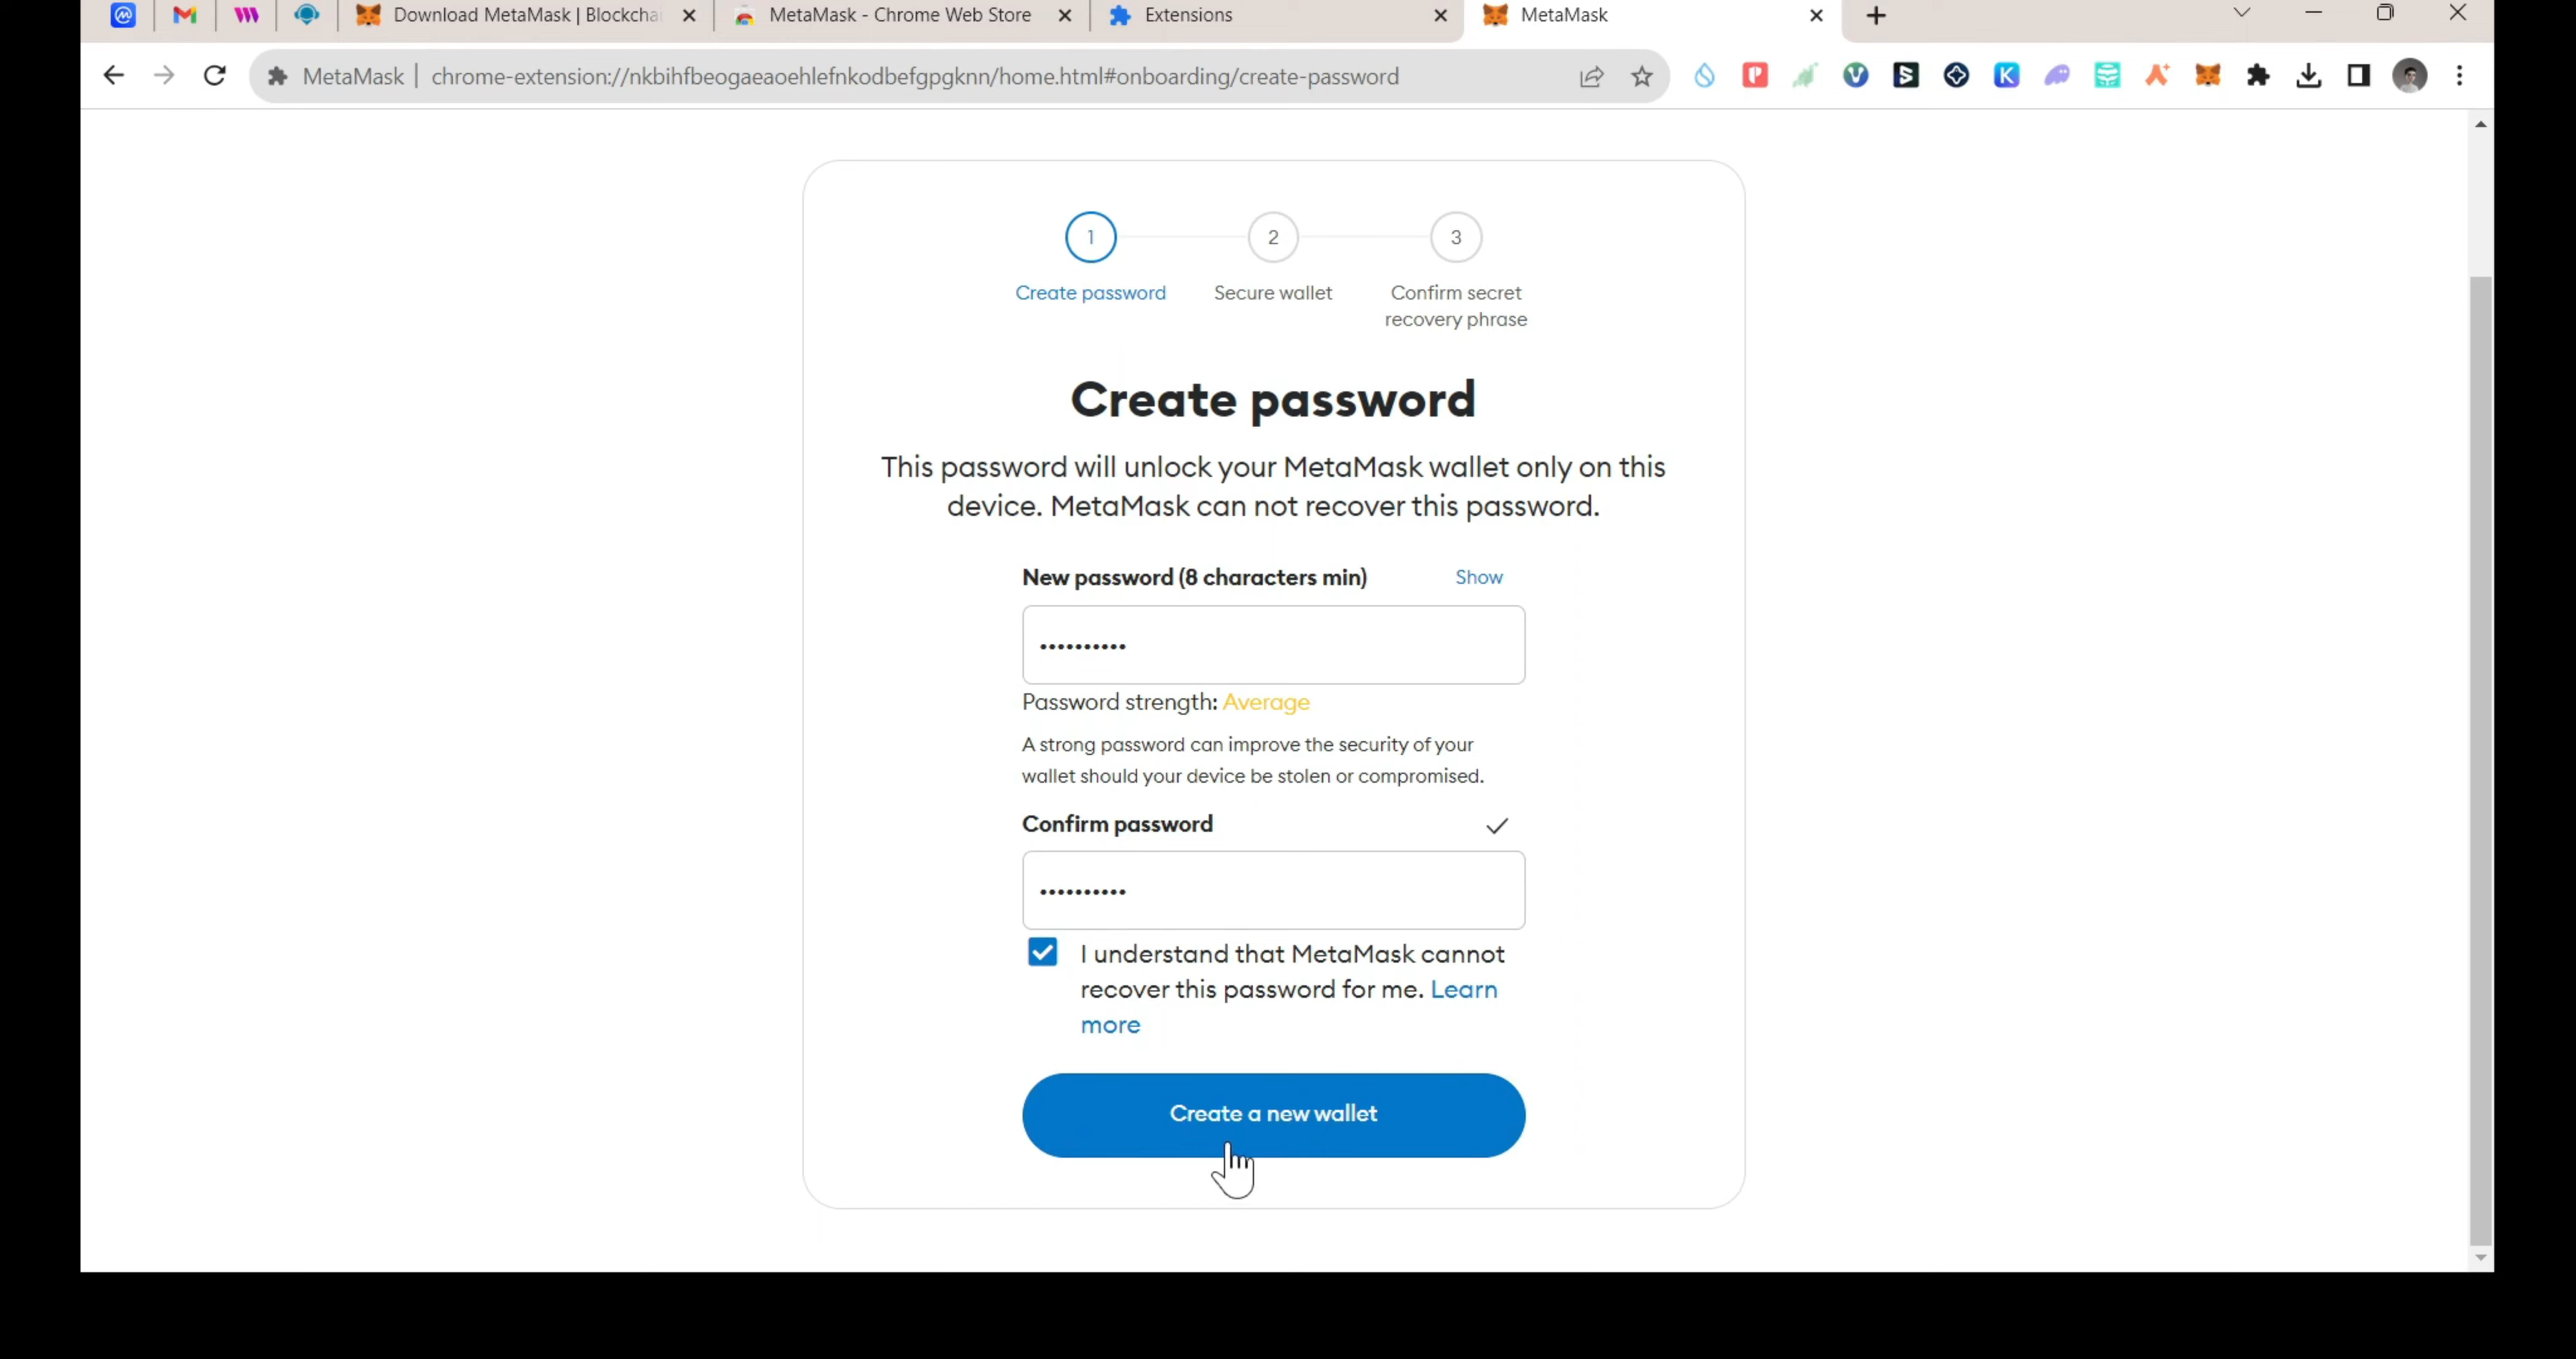 Download MetaMask | Blockchai
MetaMask - Chrome Web Store
Extensions
MetaMask
MetaMask | chrome-extension://nkbihfbeogaeaoehlefnkodbefgpgknn/home.html#onboarding/create-password
1
2
3
Create password
Secure wallet
Confirm secret
recovery phrase
Create password
This password will unlock your MetaMask wallet only on this
device. MetaMask can not recover this password.
New password (8 characters min)
Show
Password strength: Average
A strong password can improve the security of your
wallet should your device be stolen or compromised.
Confirm password
I understand that MetaMask cannot
recover this password for me. Learn
more
Create a new wallet